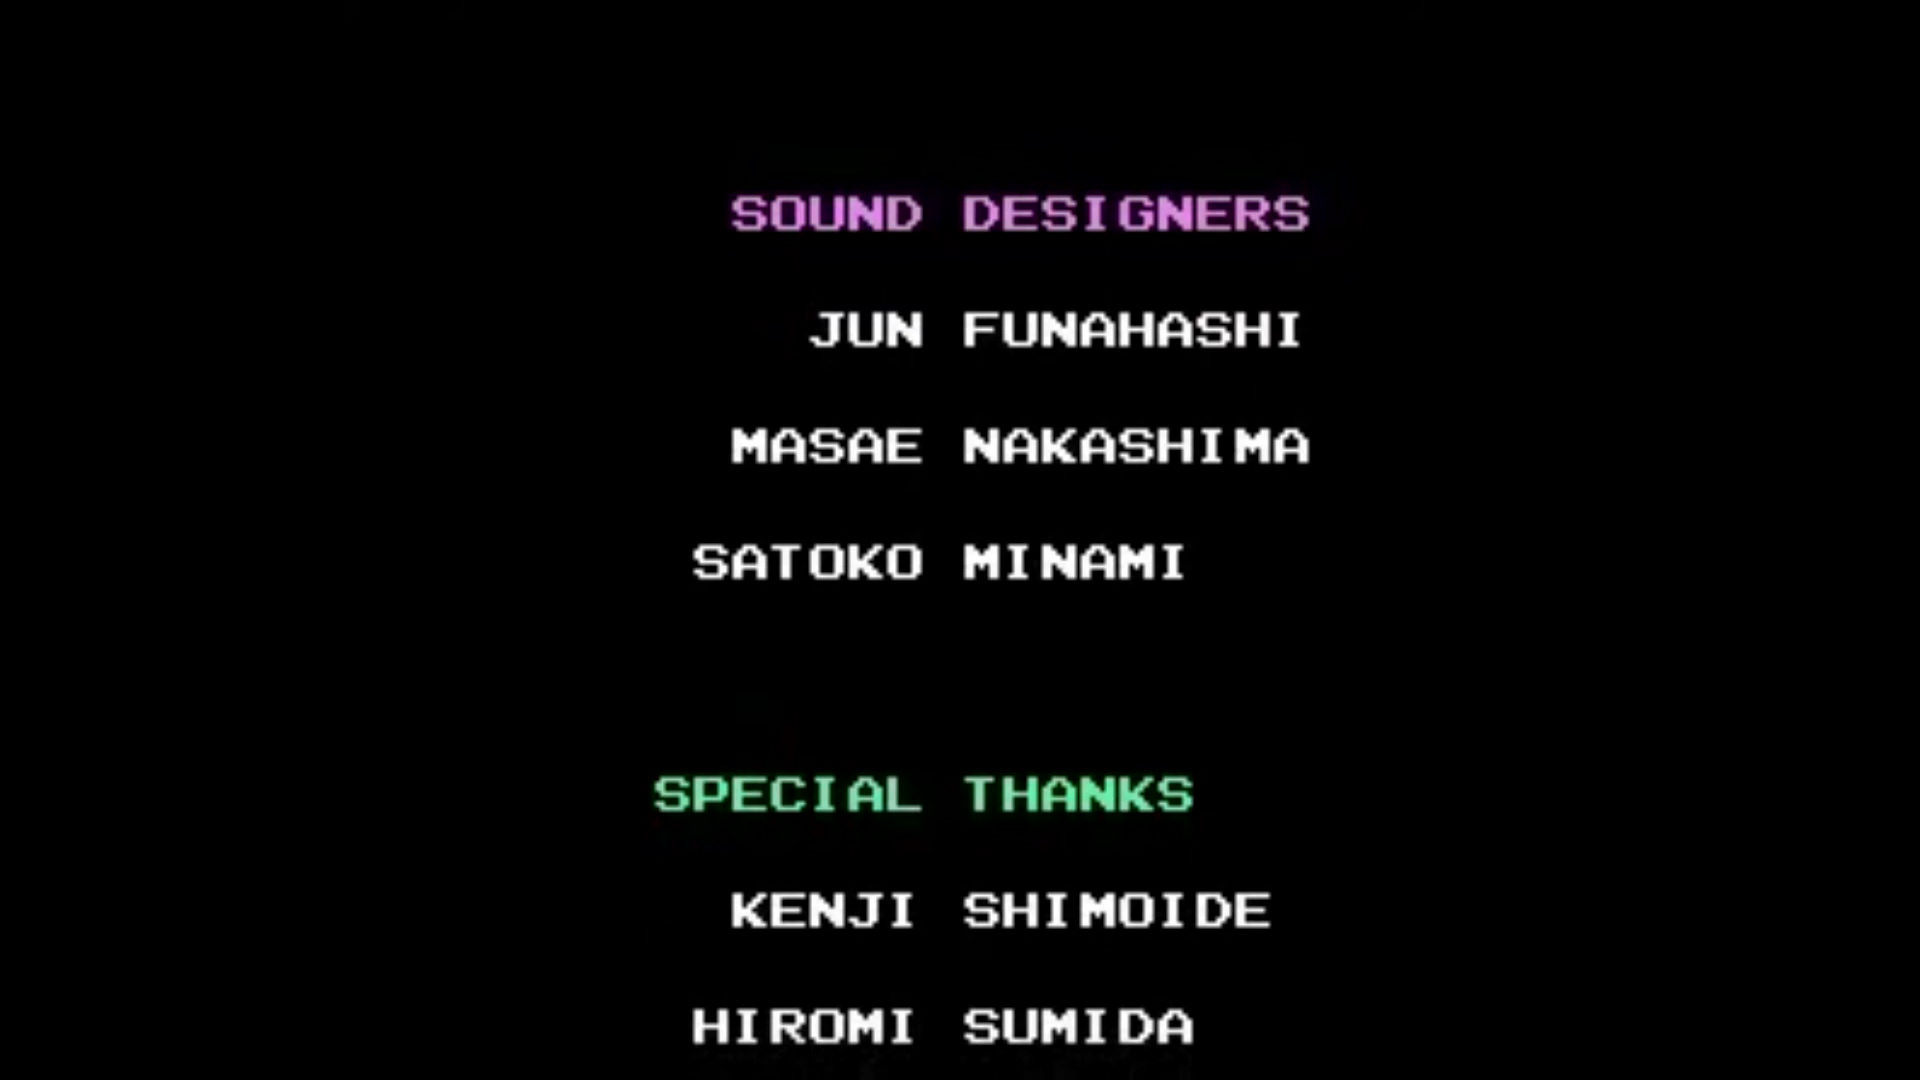 SOUND DESIGNERS
JUN FUNAHASHI
MASAE NAKASHIMA
SATOKO MINAMI
SPECIAL THANKS
KENJI SHIMOIDE
HIROMI SUMIDA